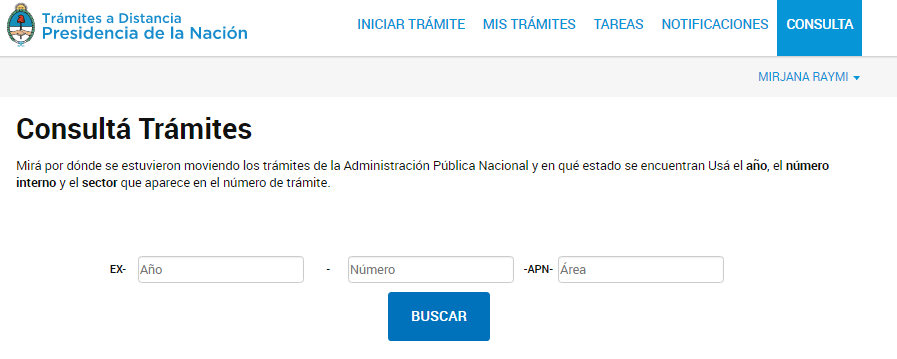 Trámites a Distancia
Presidencia de la Nación
INICIAR TRÁMITE MIS TRÁMITES TAREAS NOTIFICACIONES CONSULTA
MIRJANA RAYMI
Consultá Trámites
Mirá por dónde se estuvieron moviendo los trámites de la Administración Pública Nacional y en qué estado se encuentran Usá el año, el número
interno y el sector que aparece en el número de trámite.
EX- Año - Número -APN- Área
BUSCAR